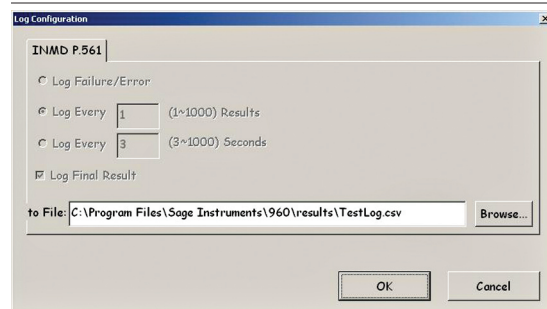 Log Configuration
INMD P.561
Log Failure/Error
Log Every 1 (1~1000) Results
Log Every 3 (3~1000) Seconds
Log Final Result
to File: C:\Program Files\Sage Instruments\960\results\TestLog.csv Browse...
OK Cancel